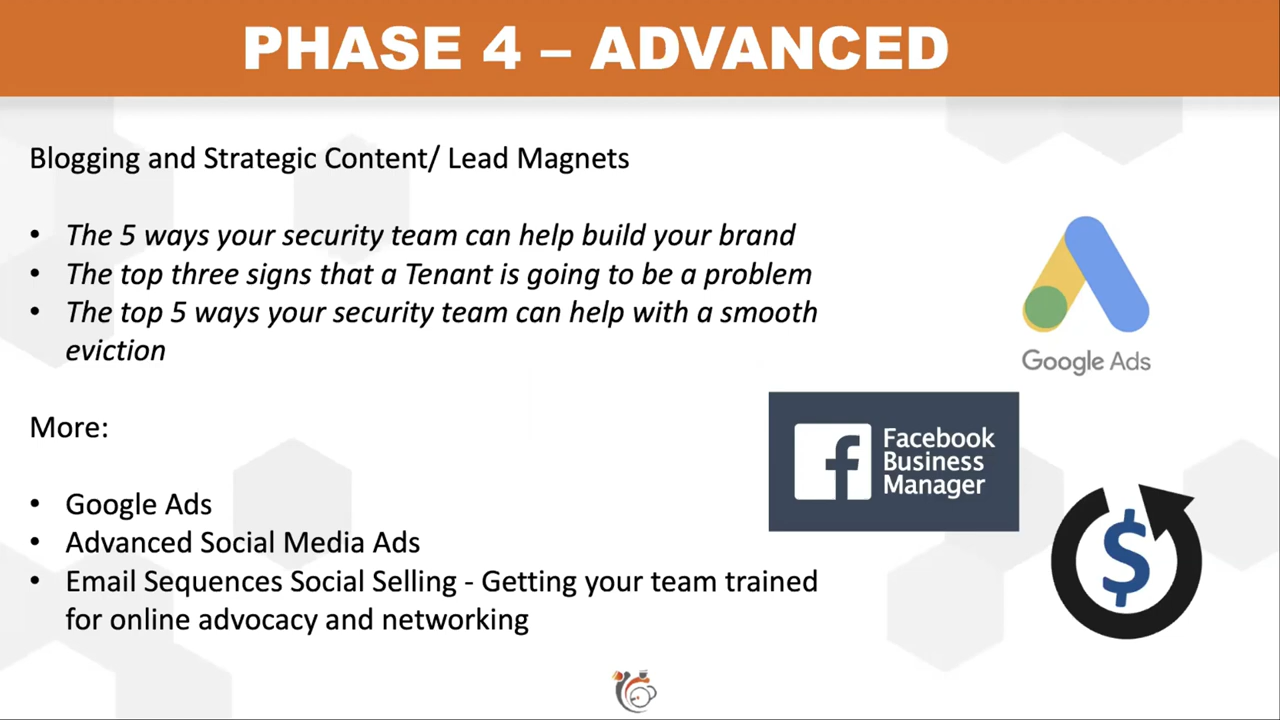 PHASE 4 – ADVANCED
Blogging and Strategic Content/ Lead Magnets
• The 5 ways your security team can help build your brand
• The top three signs that a Tenant is going to be a problem
• The top 5 ways your security team can help with a smooth
eviction
Google Ads
More:
Facebook
Business
Manager
• Google Ads
• Advanced Social Media Ads
• Email Sequences Social Selling - Getting your team trained
for online advocacy and networking
$